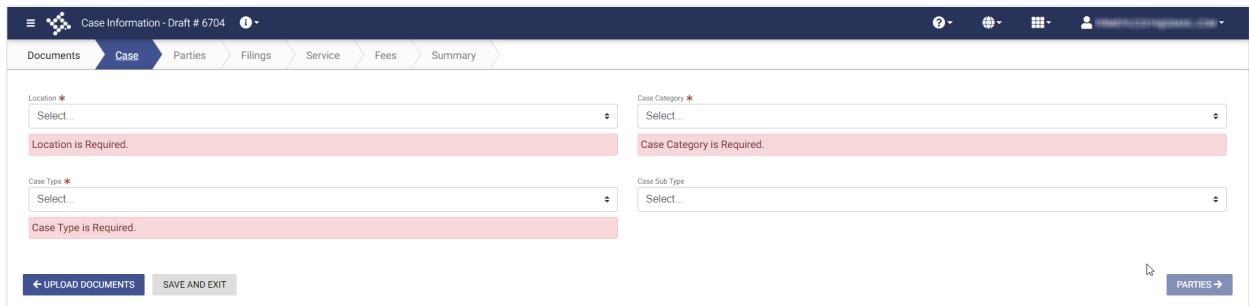 Case Information - Draft # 6704
Documents Case Parties Filings Service Fees Summary
Location * Case Category *
Select... Select...
Location is Required. Case Category is Required.
Case Type * Case Sub Type
Select... Select...
Case Type is Required.
← UPLOAD DOCUMENTS SAVE AND EXIT PARTIES →